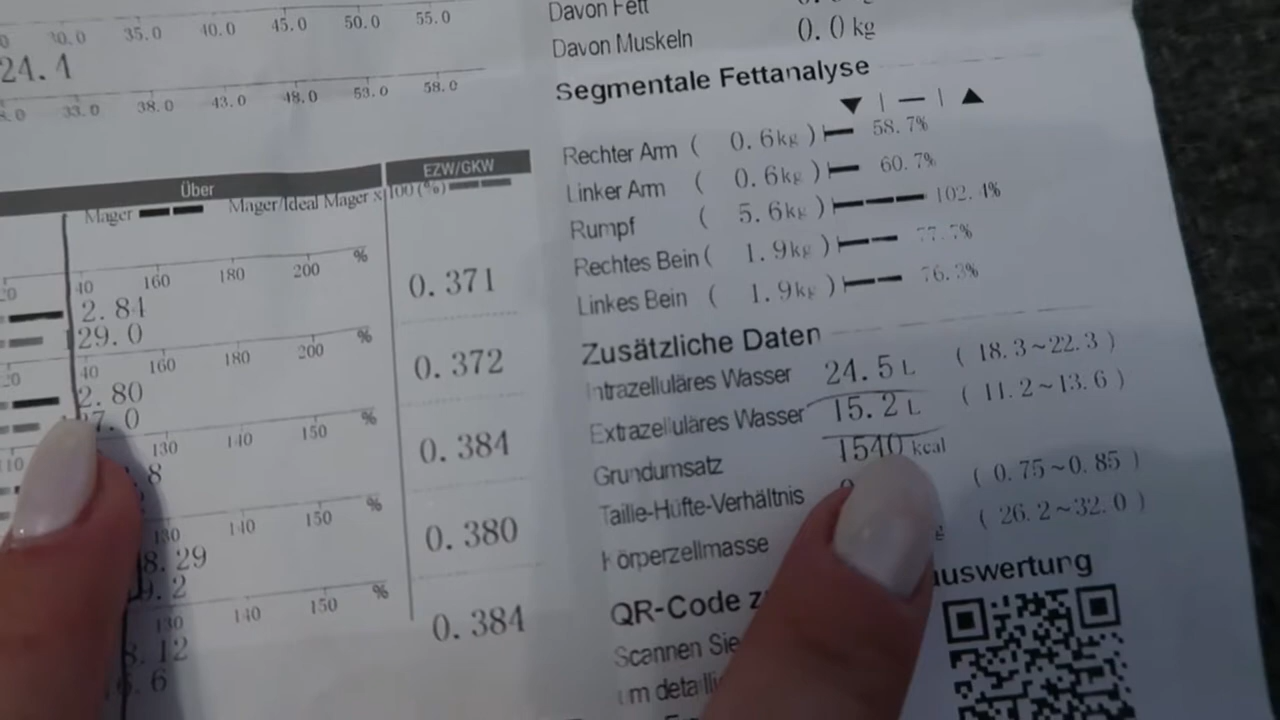 30.0 35.0 40.0 45.0 50.0 55.0
24.1
33.0 38.0 43.0 48.0 53.0 58.0
Über
EZW/GKW
Mager Mager/Ideal Mager x 100 (%)
160 180 200 %
2.84
29.0
0.371
160 180 200 %
2.80
0.372
130 140 150 %
0.384
130 140 150 %
0.380
130 140 150 %
0.384
Davon Fett
Davon Muskeln 0.0 kg
Segmentale Fettanalyse
▼ | — | ▲
Rechter Arm ( 0.6kg ) 58.7%
Linker Arm ( 0.6kg ) 60.7%
Rumpf ( 5.6kg ) 102.4%
Rechtes Bein ( 1.9kg ) 77.7%
Linkes Bein ( 1.9kg ) 76.3%
Zusätzliche Daten
Intrazelluläres Wasser 24.5 L ( 18.3~22.3 )
Extrazelluläres Wasser 15.2 L ( 11.2~13.6 )
Grundumsatz 1540 kcal
Taille-Hüfte-Verhältnis ( 0.75~0.85 )
Körperzellmasse ( 26.2~32.0 )
QR-Code
Scannen Sie